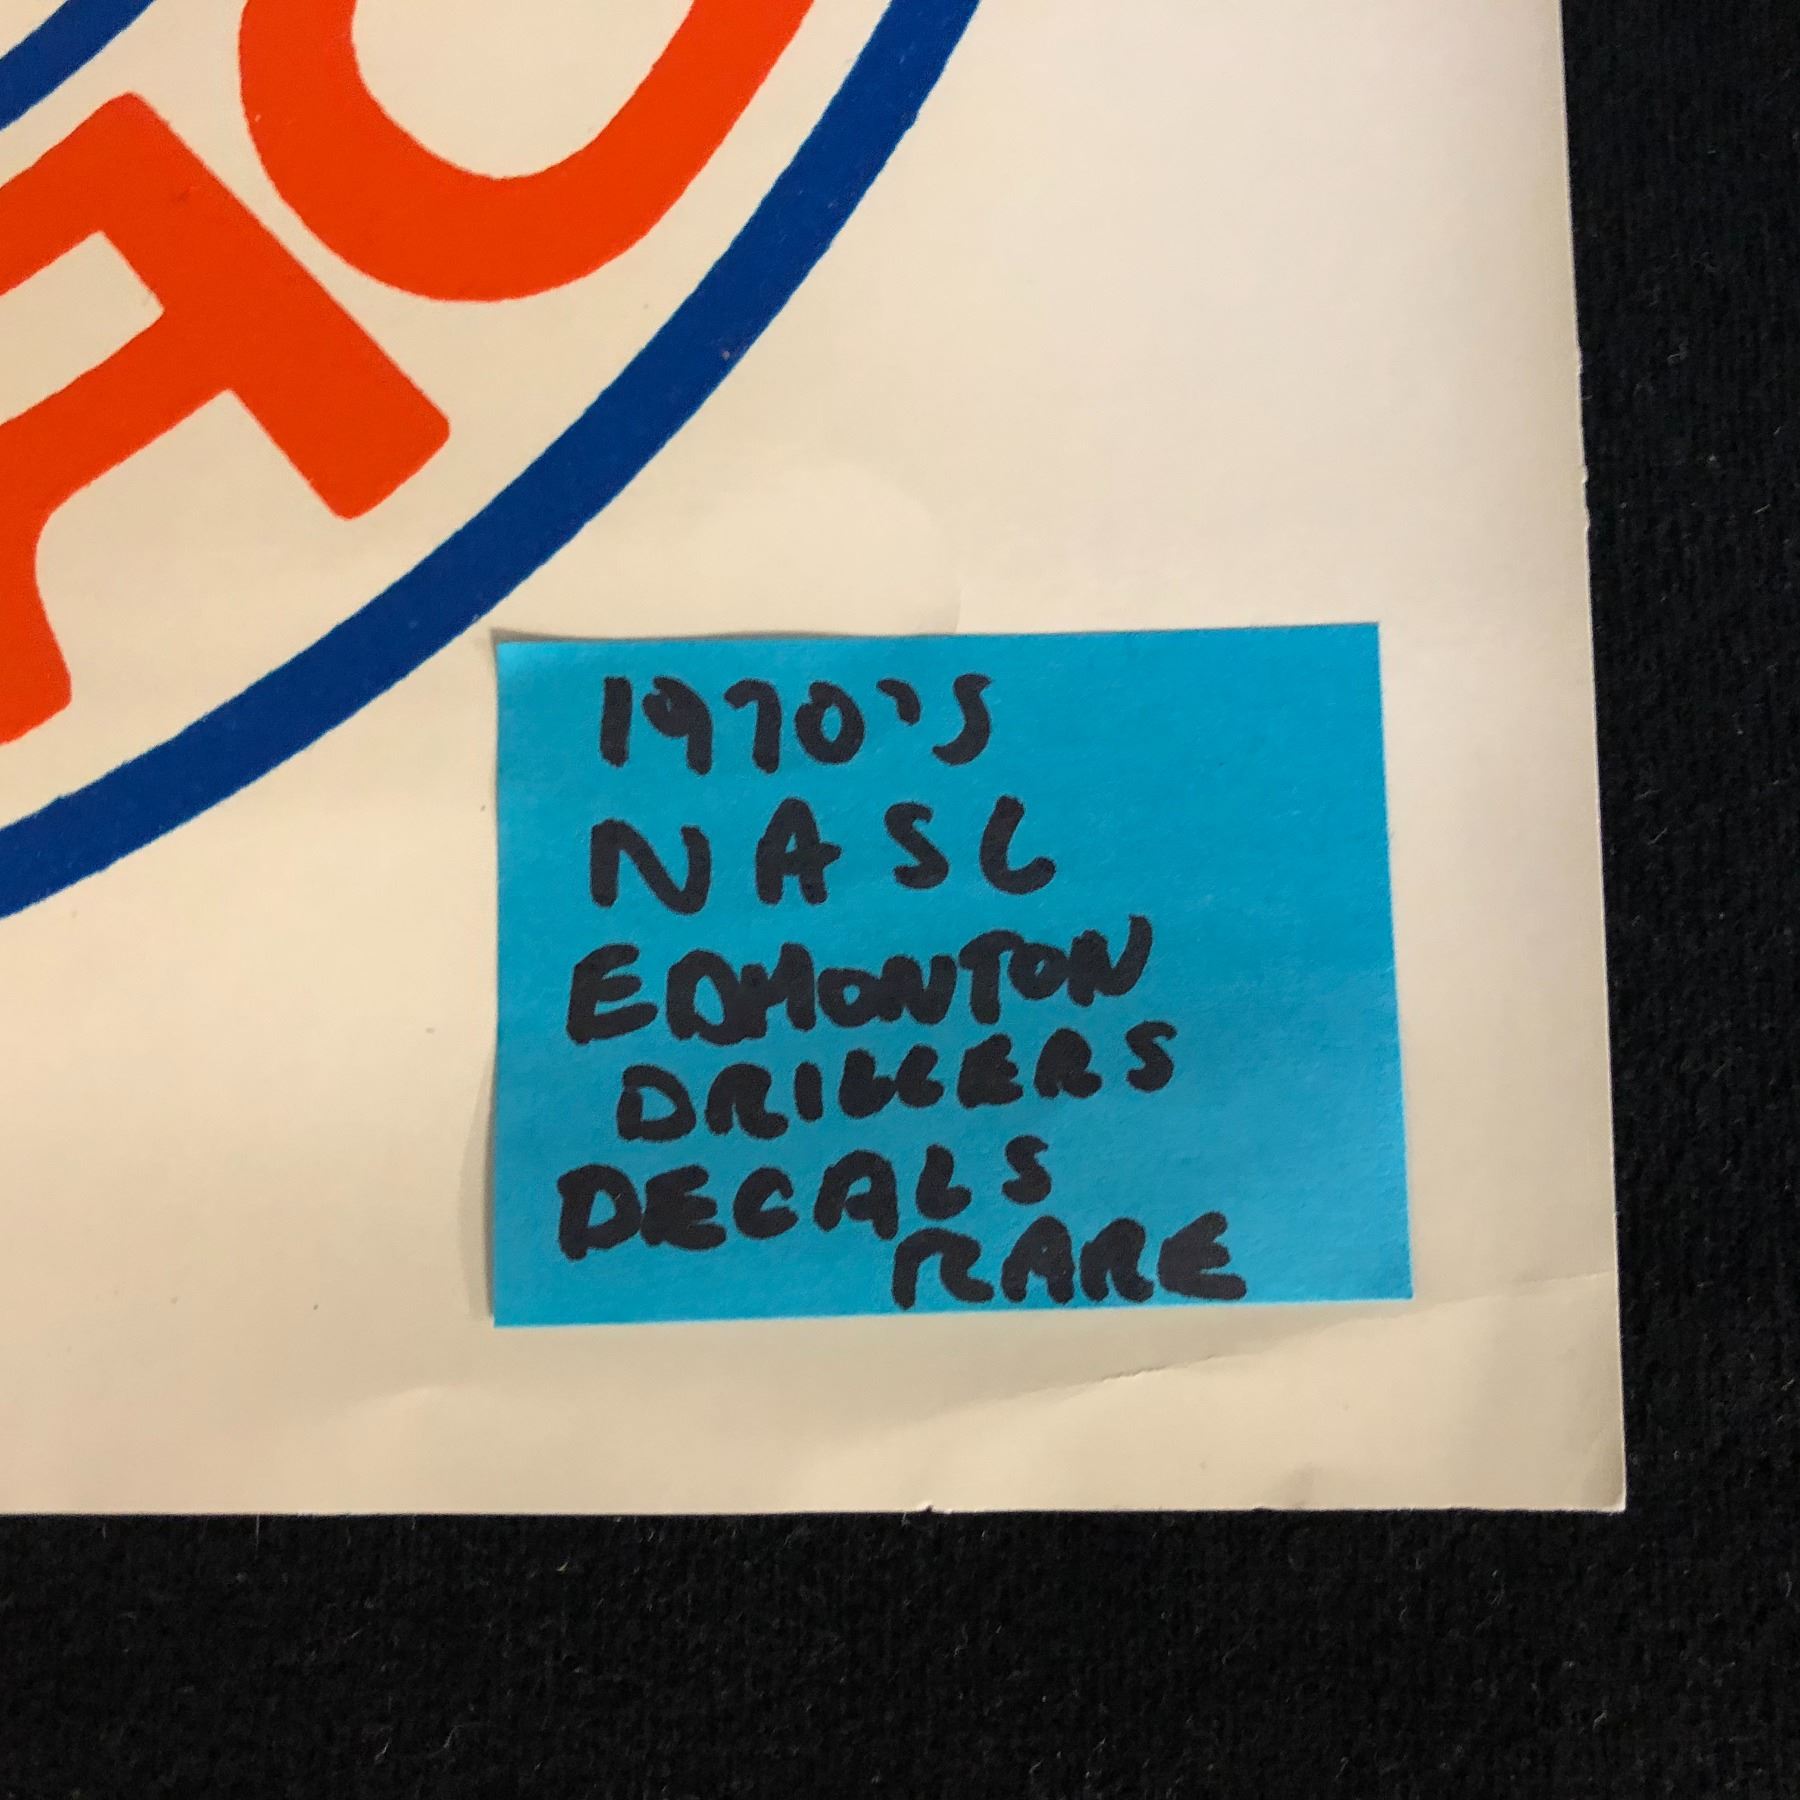 1970's
NASL
EDMONTON
DRILLERS
DECALS
RARE